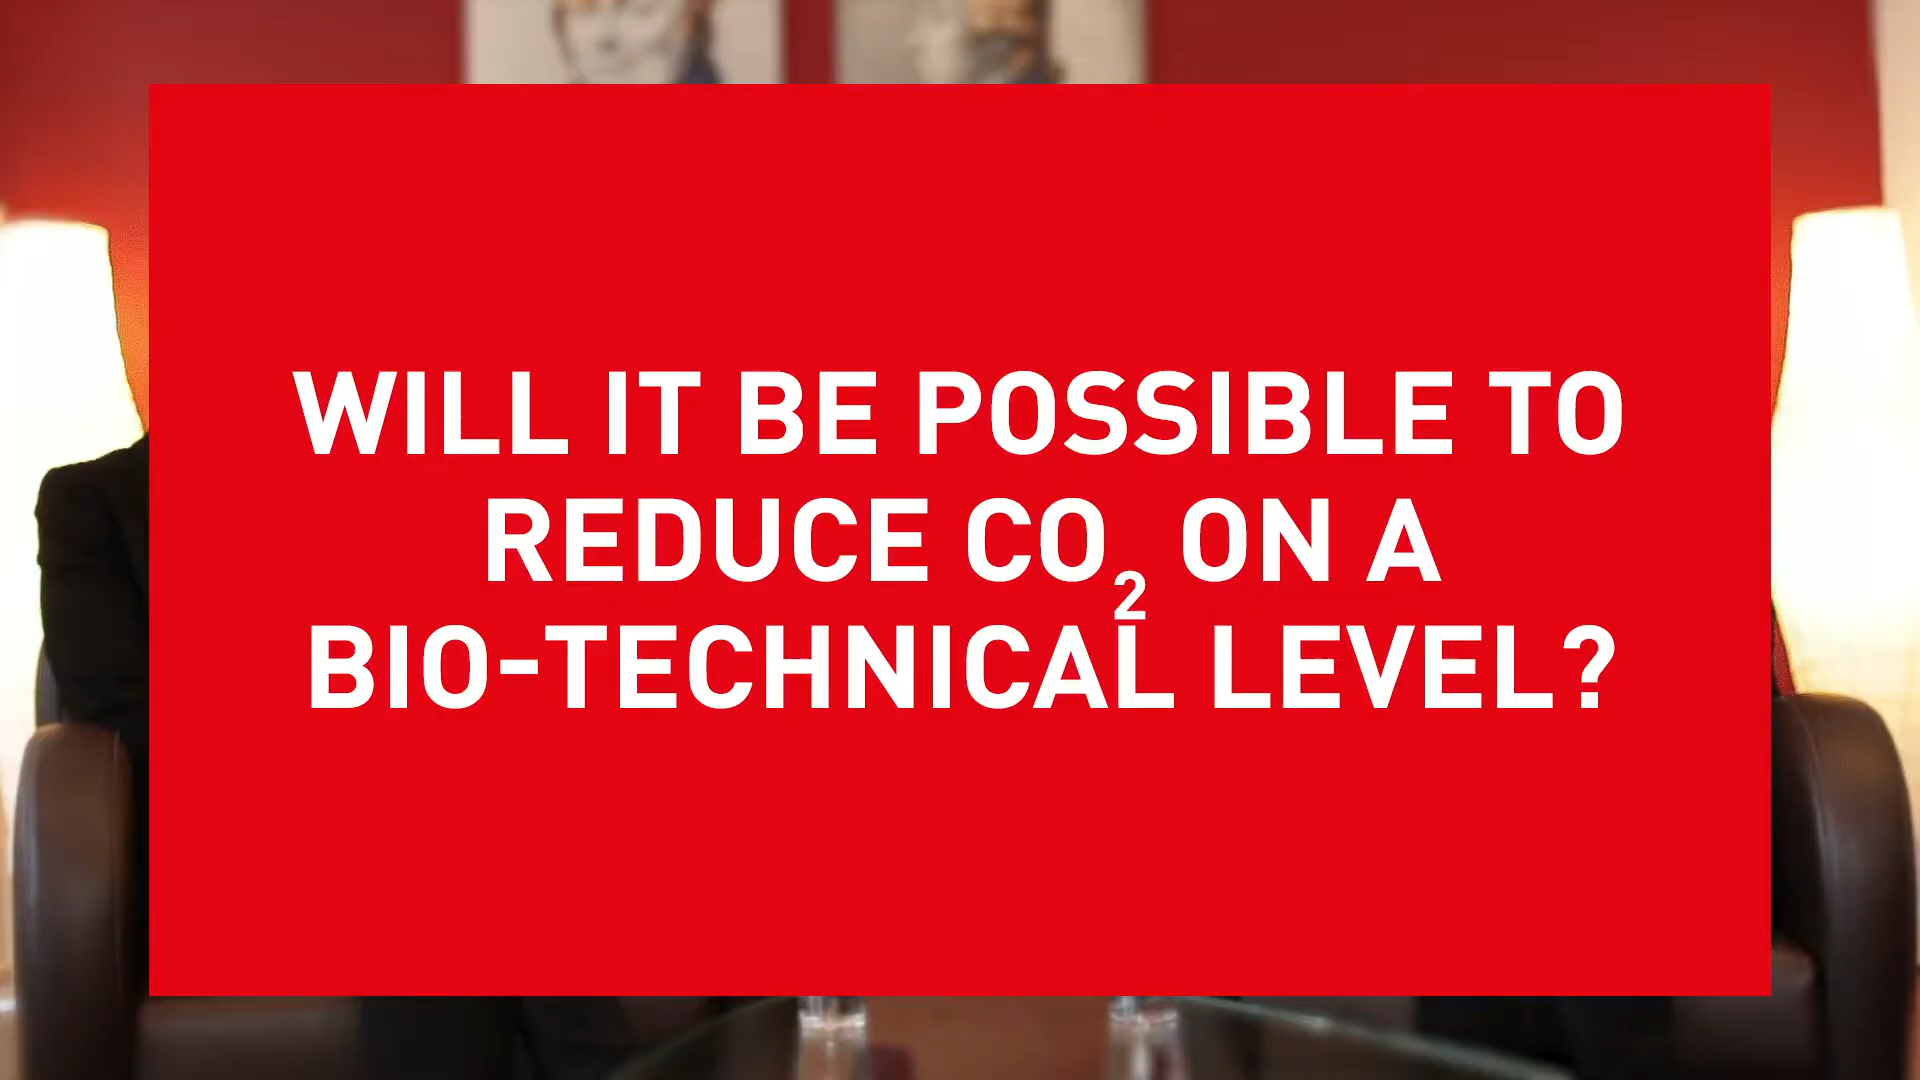 WILL IT BE POSSIBLE TO
REDUCE CO₂ ON A
BIO-TECHNICAL LEVEL?